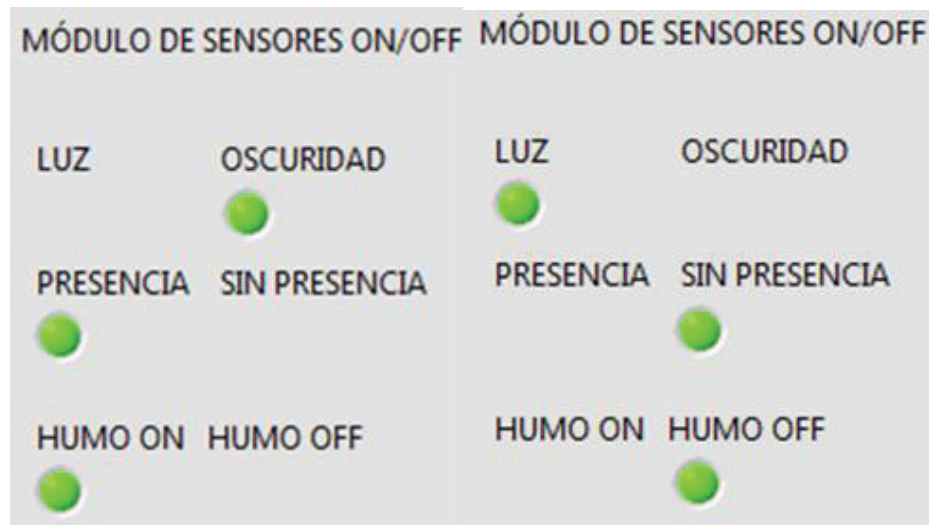 MÓDULO DE SENSORES ON/OFF
LUZ OSCURIDAD
PRESENCIA SIN PRESENCIA
HUMO ON HUMO OFF
MÓDULO DE SENSORES ON/OFF
LUZ OSCURIDAD
PRESENCIA SIN PRESENCIA
HUMO ON HUMO OFF